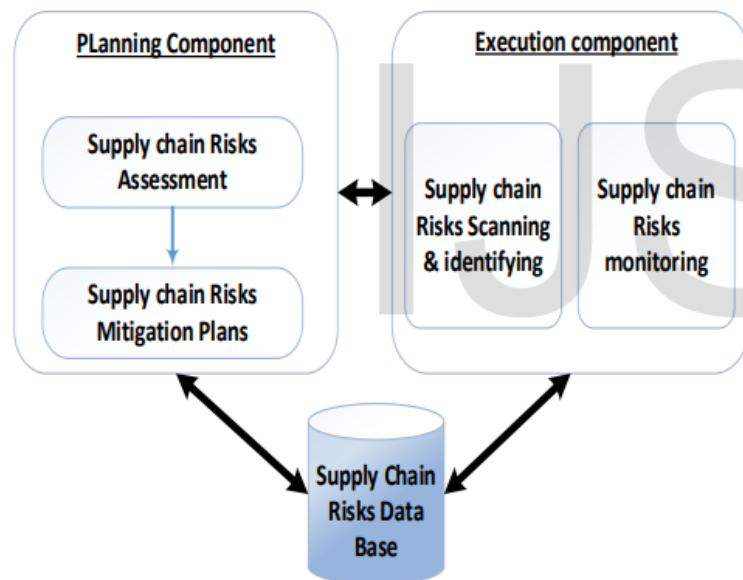 PLanning Component
Supply chain Risks
Assessment
Supply chain Risks
Mitigation Plans
Execution component
Supply chain
Risks Scanning
& identifying
Supply chain
Risks
monitoring
Supply Chain
Risks Data
Base
IJS